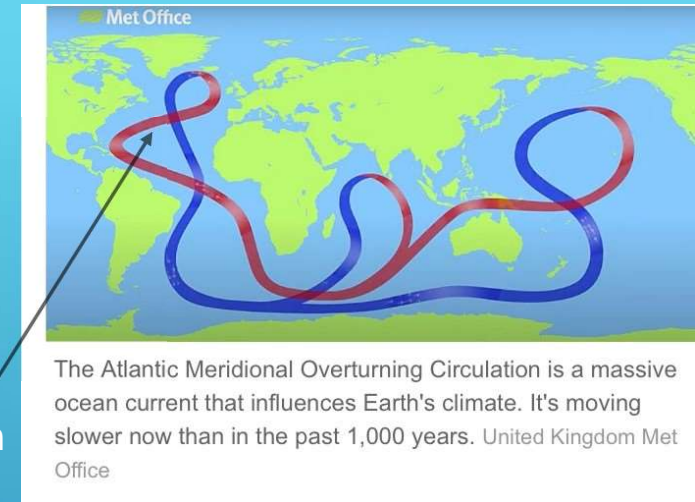 Met Office
The Atlantic Meridional Overturning Circulation is a massive
ocean current that influences Earth's climate. It's moving
slower now than in the past 1,000 years. United Kingdom Met
Office